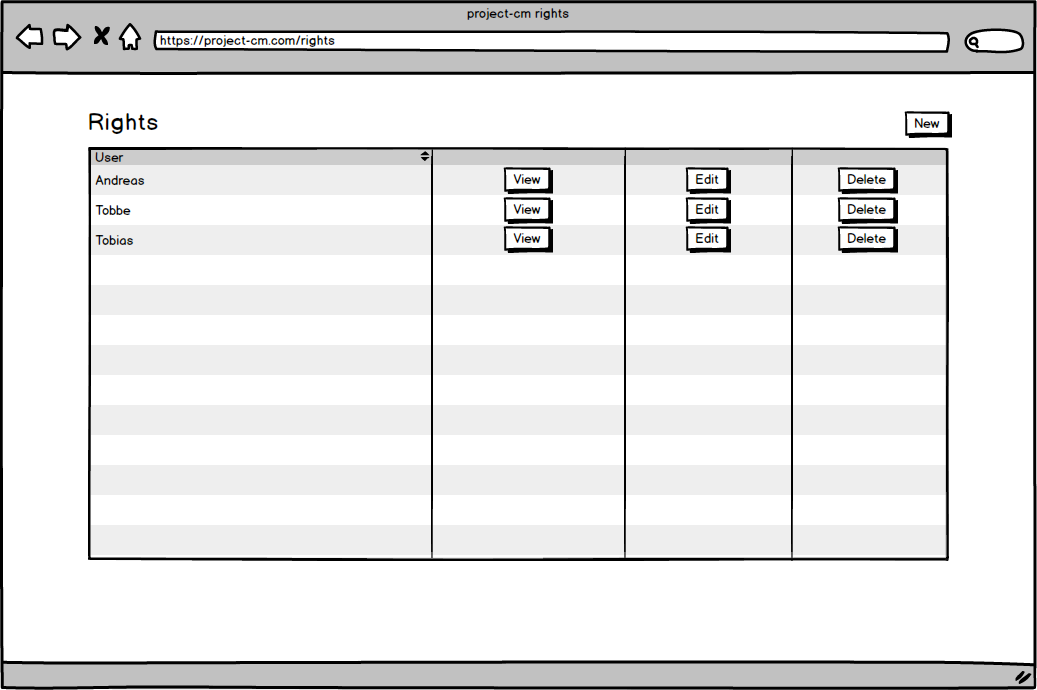 project-cm rights
https://project-cm.com/rights
Rights
New
User
Andreas View Edit Delete
Tobbe View Edit Delete
Tobias View Edit Delete